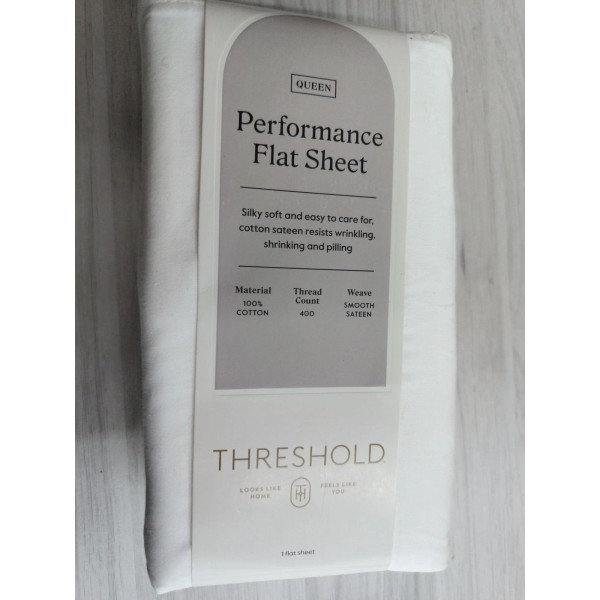 QUEEN
Performance
Flat Sheet
Silky soft and easy to care for,
cotton sateen resists wrinkling,
shrinking and pilling
Material
100%
COTTON
Thread
Count
400
Weave
SMOOTH
SATEEN
THRESHOLD
LOOKS LIKE
HOME
TH
FEELS LIKE
YOU
1 flat sheet